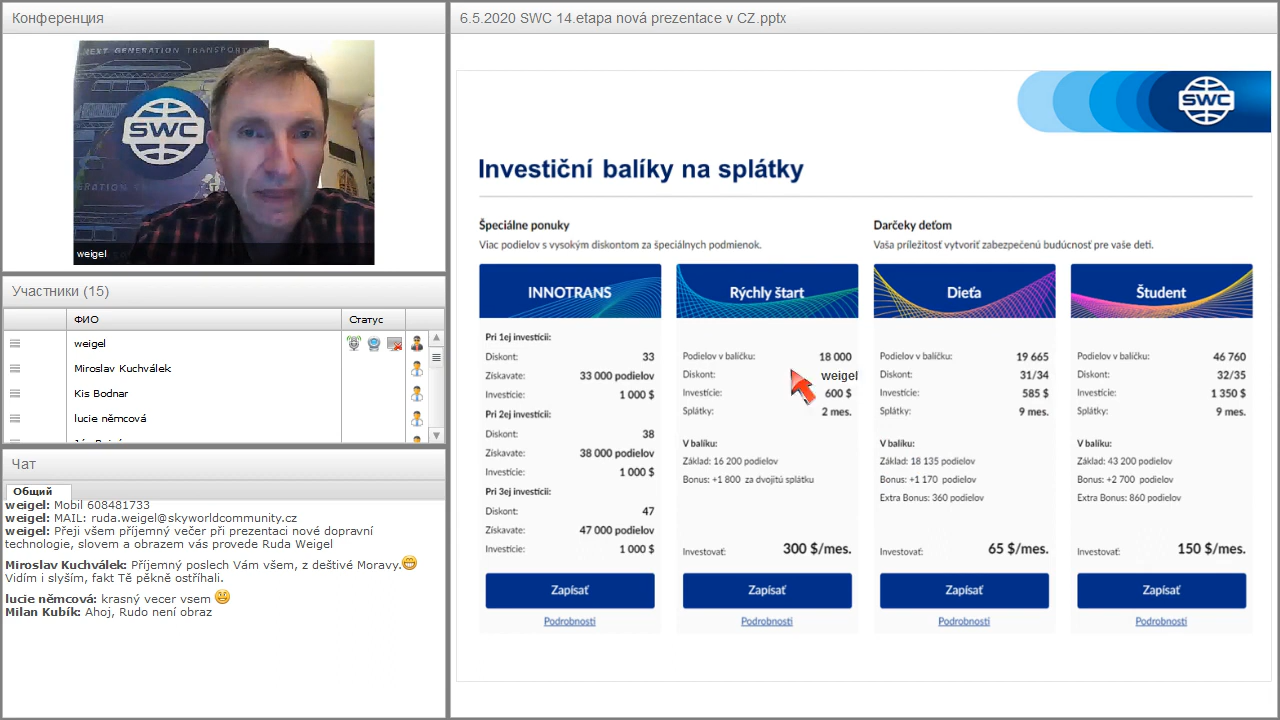 Конференция
NEXT GENERATION TRANSPORT
SWC
weigel
Участники (15)
ФИО
Статус
weigel
Miroslav Kuchválek
Kis Bodnar
lucie němcová
Чат
Общий
weigel: Mobil 608481733
weigel: MAIL: ruda.weigel@skyworldcommunity.cz
weigel: Přeji všem příjemný večer při prezentaci nové dopravní
technologie, slovem a obrazem vás provede Ruda Weigel
Miroslav Kuchválek: Příjemný poslech Vám všem, z deštivé Moravy.
Vidím i slyším, fakt Tě pěkně ostříhali.
lucie němcová: krasný vecer vsem
Milan Kubík: Ahoj, Rudo není obraz
6.5.2020 SWC 14.etapa nová prezentace v CZ.pptx
SWC
Investiční balíky na splátky
Špeciálne ponuky
Viac podielov s vysokým diskontom za špeciálnych podmienok.
Darčeky deťom
Vaša príležitosť vytvoriť zabezpečenú budúcnosť pre vaše deti.
INNOTRANS
Pri 1ej investícii:
Diskont: 33
Získavate: 33 000 podielov
Investície: 1 000 $
Pri 2ej investícii:
Diskont: 38
Získavate: 38 000 podielov
Investície: 1 000 $
Pri 3ej investícii:
Diskont: 47
Získavate: 47 000 podielov
Investície: 1 000 $
Zapísať
Podrobnosti
Rýchly štart
Podielov v balíčku: 18 000
Diskont: weigel
Investície: 600 $
Splátky: 2 mes.
V balíku:
Základ: 16 200 podielov
Bonus: +1 800 za dvojitú splátku
Investovať: 300 $/mes.
Zapísať
Podrobnosti
Dieťa
Podielov v balíčku: 19 665
Diskont: 31/34
Investície: 585 $
Splátky: 9 mes.
V balíku:
Základ: 18 135 podielov
Bonus: +1 170 podielov
Extra Bonus: 360 podielov
Investovať: 65 $/mes.
Zapísať
Podrobnosti
Študent
Podielov v balíčku: 46 760
Diskont: 32/35
Investície: 1 350 $
Splátky: 9 mes.
V balíku:
Základ: 43 200 podielov
Bonus: +2 700 podielov
Extra Bonus: 860 podielov
Investovať: 150 $/mes.
Zapísať
Podrobnosti